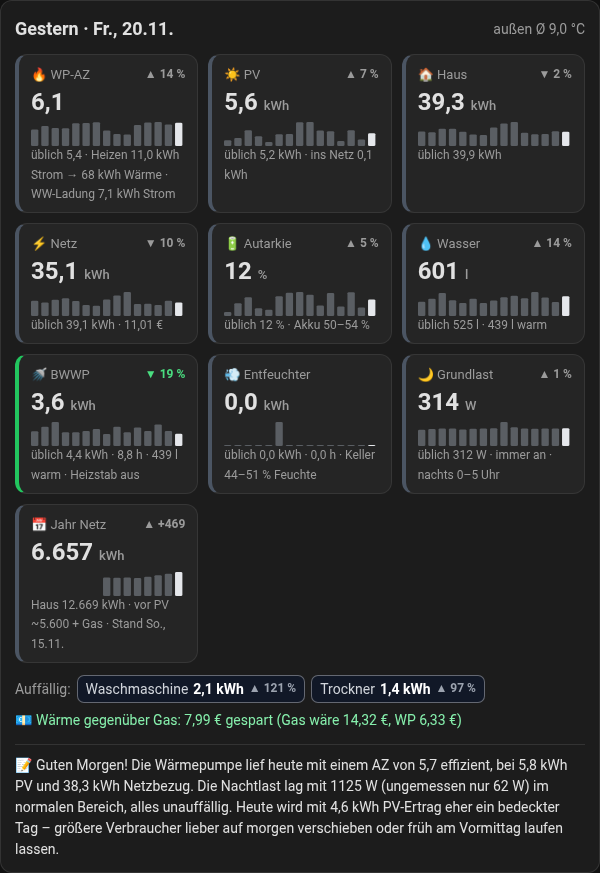 Gestern · Fr., 20.11.
außen Ø 9,0 °C
🔥 WP-AZ ▲ 14 %
6,1
üblich 5,4 · Heizen 11,0 kWh
Strom → 68 kWh Wärme ·
WW-Ladung 7,1 kWh Strom
☀️ PV ▲ 7 %
5,6 kWh
üblich 5,2 kWh · ins Netz 0,1
kWh
🏠 Haus ▼ 2 %
39,3 kWh
üblich 39,9 kWh
⚡ Netz ▼ 10 %
35,1 kWh
üblich 39,1 kWh · 11,01 €
🔋 Autarkie ▲ 5 %
12 %
üblich 12 % · Akku 50–54 %
💧 Wasser ▲ 14 %
601 l
üblich 525 l · 439 l warm
🚿 BWWP ▼ 19 %
3,6 kWh
üblich 4,4 kWh · 8,8 h · 439 l
warm · Heizstab aus
💨 Entfeuchter
0,0 kWh
üblich 0,0 kWh · 0,0 h · Keller
44–51 % Feuchte
🌙 Grundlast ▲ 1 %
314 W
üblich 312 W · immer an ·
nachts 0–5 Uhr
📅 Jahr Netz ▲ +469
6.657 kWh
Haus 12.669 kWh · vor PV
~5.600 + Gas · Stand So.,
15.11.
Auffällig: Waschmaschine 2,1 kWh ▲ 121 % Trockner 1,4 kWh ▲ 97 %
💶 Wärme gegenüber Gas: 7,99 € gespart (Gas wäre 14,32 €, WP 6,33 €)
📝 Guten Morgen! Die Wärmepumpe lief heute mit einem AZ von 5,7 effizient, bei 5,8 kWh
PV und 38,3 kWh Netzbezug. Die Nachtlast lag mit 1125 W (ungemessen nur 62 W) im
normalen Bereich, alles unauffällig. Heute wird mit 4,6 kWh PV-Ertrag eher ein bedeckter
Tag – größere Verbraucher lieber auf morgen verschieben oder früh am Vormittag laufen
lassen.